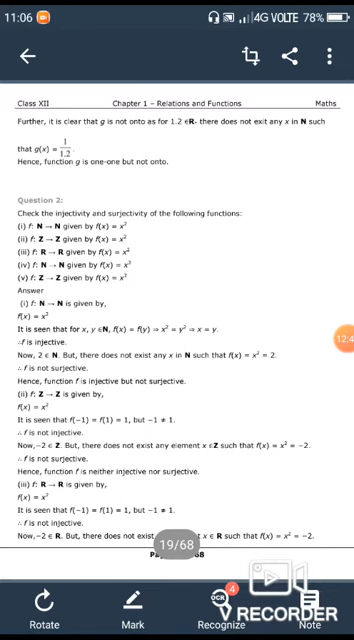 11:06 4G VOLTE 78%
Class XII Chapter 1 – Relations and Functions Maths
Further, it is clear that g is not onto as for 1.2 ∈R, there does not exit any x in N such
that g(x) = 1/1.2
Hence, function g is one-one but not onto.
Question 2:
Check the injectivity and surjectivity of the following functions:
(i) f: N → N given by f(x) = x²
(ii) f: Z → Z given by f(x) = x²
(iii) f: R → R given by f(x) = x²
(iv) f: N → N given by f(x) = x³
(v) f: Z → Z given by f(x) = x³
Answer
(i) f: N → N is given by,
f(x) = x²
It is seen that for x, y ∈N, f(x) = f(y) ⇒ x² = y² ⇒ x = y.
∴f is injective.
Now, 2 ∈ N. But, there does not exist any x in N such that f(x) = x² = 2.
∴ f is not surjective.
Hence, function f is injective but not surjective.
(ii) f: Z → Z is given by,
f(x) = x²
It is seen that f(−1) = f(1) = 1, but −1 ≠ 1.
∴ f is not injective.
Now,−2 ∈ Z. But, there does not exist any element x ∈Z such that f(x) = x² = −2.
∴ f is not surjective.
Hence, function f is neither injective nor surjective.
(iii) f: R → R is given by,
f(x) = x²
It is seen that f(−1) = f(1) = 1, but −1 ≠ 1.
∴ f is not injective.
Now,−2 ∈ R. But, there does not exist x ∈ R such that f(x) = x² = −2.
19/68
12:4
4
OCR
RECORDER
Rotate Mark Recognize Note